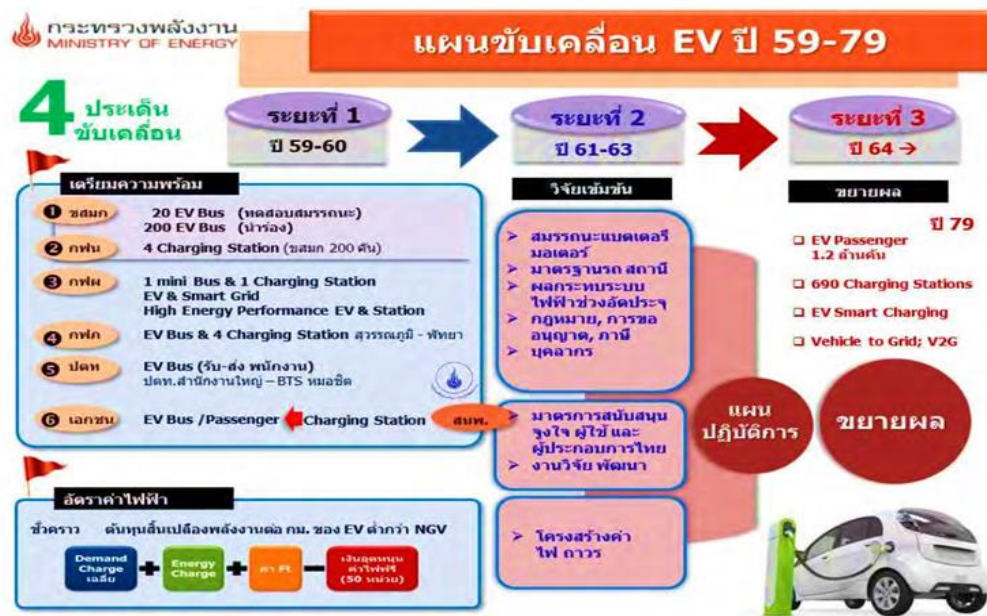 กระทรวงพลังงาน
MINISTRY OF ENERGY
แผนขับเคลื่อน EV ปี 59-79
4 ประเด็น
ขับเคลื่อน
ระยะที่ 1
ปี 59-60
ระยะที่ 2
ปี 61-63
ระยะที่ 3
ปี 64 →
เตรียมความพร้อม
1 ขสมก 20 EV Bus (ทดสอบสมรรถนะ)
200 EV Bus (นำร่อง)
2 กฟน 4 Charging Station (ขสมก 200 คัน)
3 กฟผ 1 mini Bus & 1 Charging Station
EV & Smart Grid
High Energy Performance EV & Station
4 กฟภ EV Bus & 4 Charging Station สุวรรณภูมิ - พัทยา
5 ปตท EV Bus (รับ-ส่ง พนักงาน)
ปตท.สำนักงานใหญ่ – BTS หมอชิต
6 เอกชน EV Bus /Passenger Charging Station
สนพ.
อัตราค่าไฟฟ้า
ชั่วคราว ต้นทุนสิ้นเปลืองพลังงานต่อ กม. ของ EV ต่ำกว่า NGV
Demand
Charge
เฉลี่ย
+
Energy
Charge
+
ค่า Ft
−
เงินอุดหนุน
ค่าไฟฟรี
(50 หน่วย)
วิจัยเข้มข้น
➤ สมรรถนะแบตเตอรี่
มอเตอร์
➤ มาตรฐานรถ สถานี
➤ ผลกระทบระบบ
ไฟฟ้าช่วงอัดประจุ
➤ กฎหมาย, การขอ
อนุญาต, ภาษี
➤ บุคลากร
➤ มาตรการสนับสนุน
จูงใจ ผู้ใช้ และ
ผู้ประกอบการไทย
➤ งานวิจัย พัฒนา
➤ โครงสร้างค่า
ไฟ ถาวร
ขยายผล
ปี 79
❑ EV Passenger
1.2 ล้านคัน
❑ 690 Charging Stations
❑ EV Smart Charging
❑ Vehicle to Grid; V2G
แผน
ปฏิบัติการ
ขยายผล